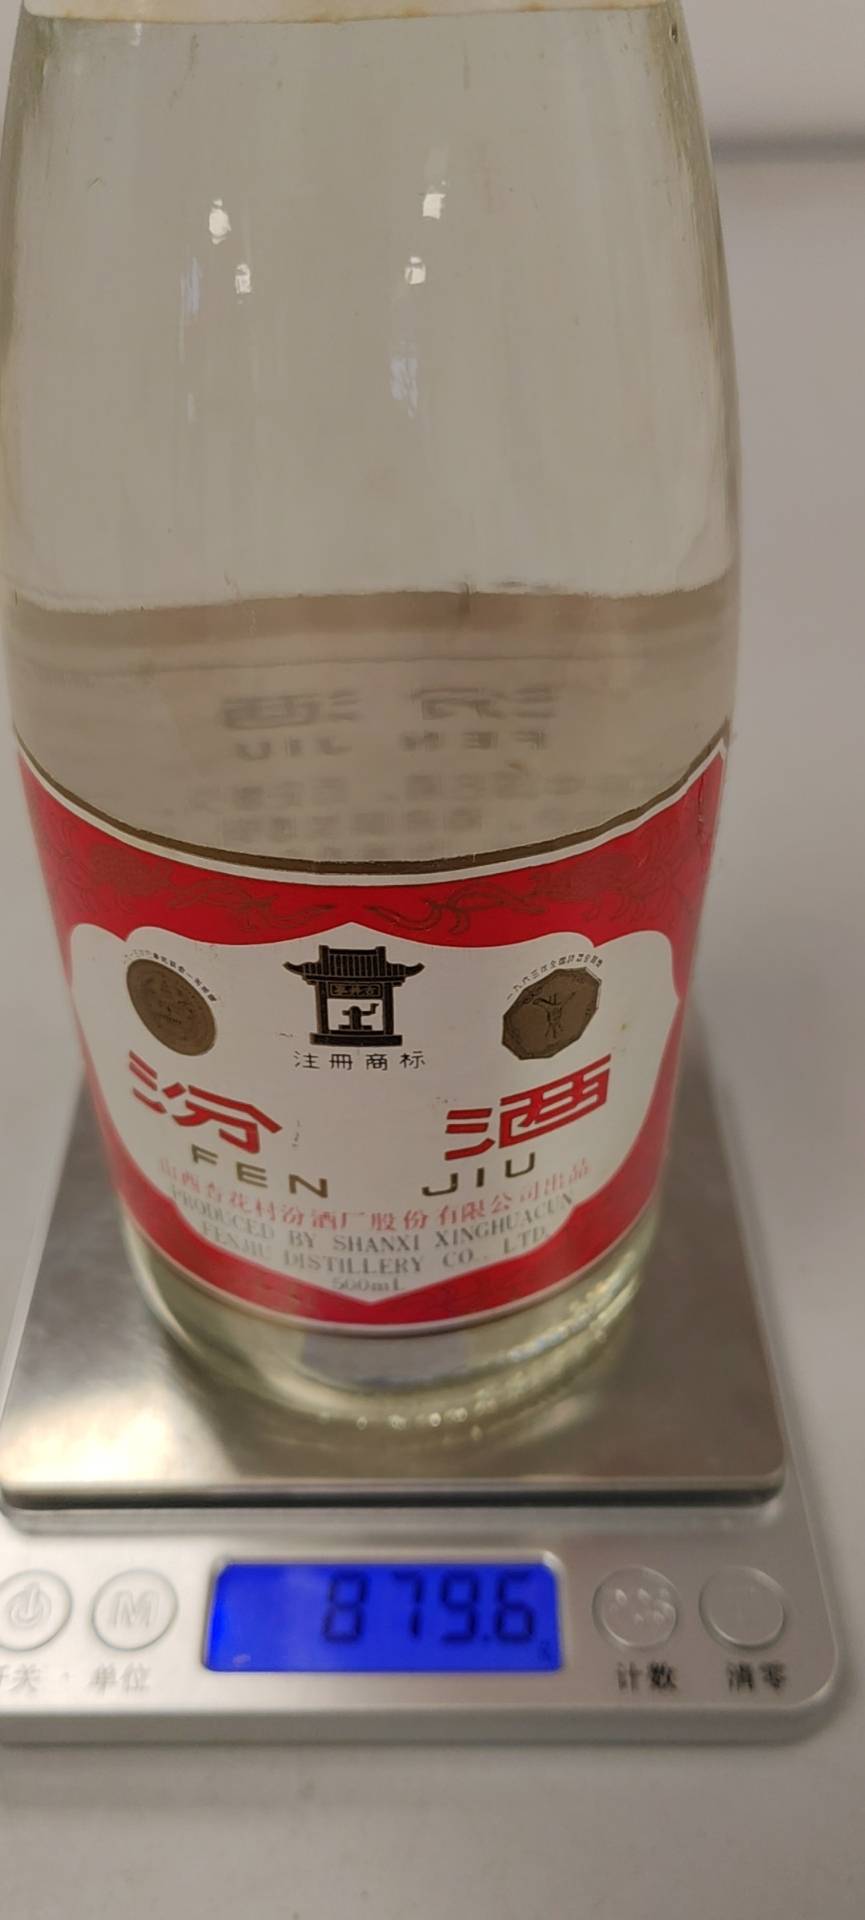 注册商标
汾酒
FEN JIU
山西杏花村汾酒厂股份有限公司出品
PRODUCED BY SHANXI XINGHUACUN
FENJIU DISTILLERY CO., LTD.
500mL
879.6
M
开关
单位
计数
清零